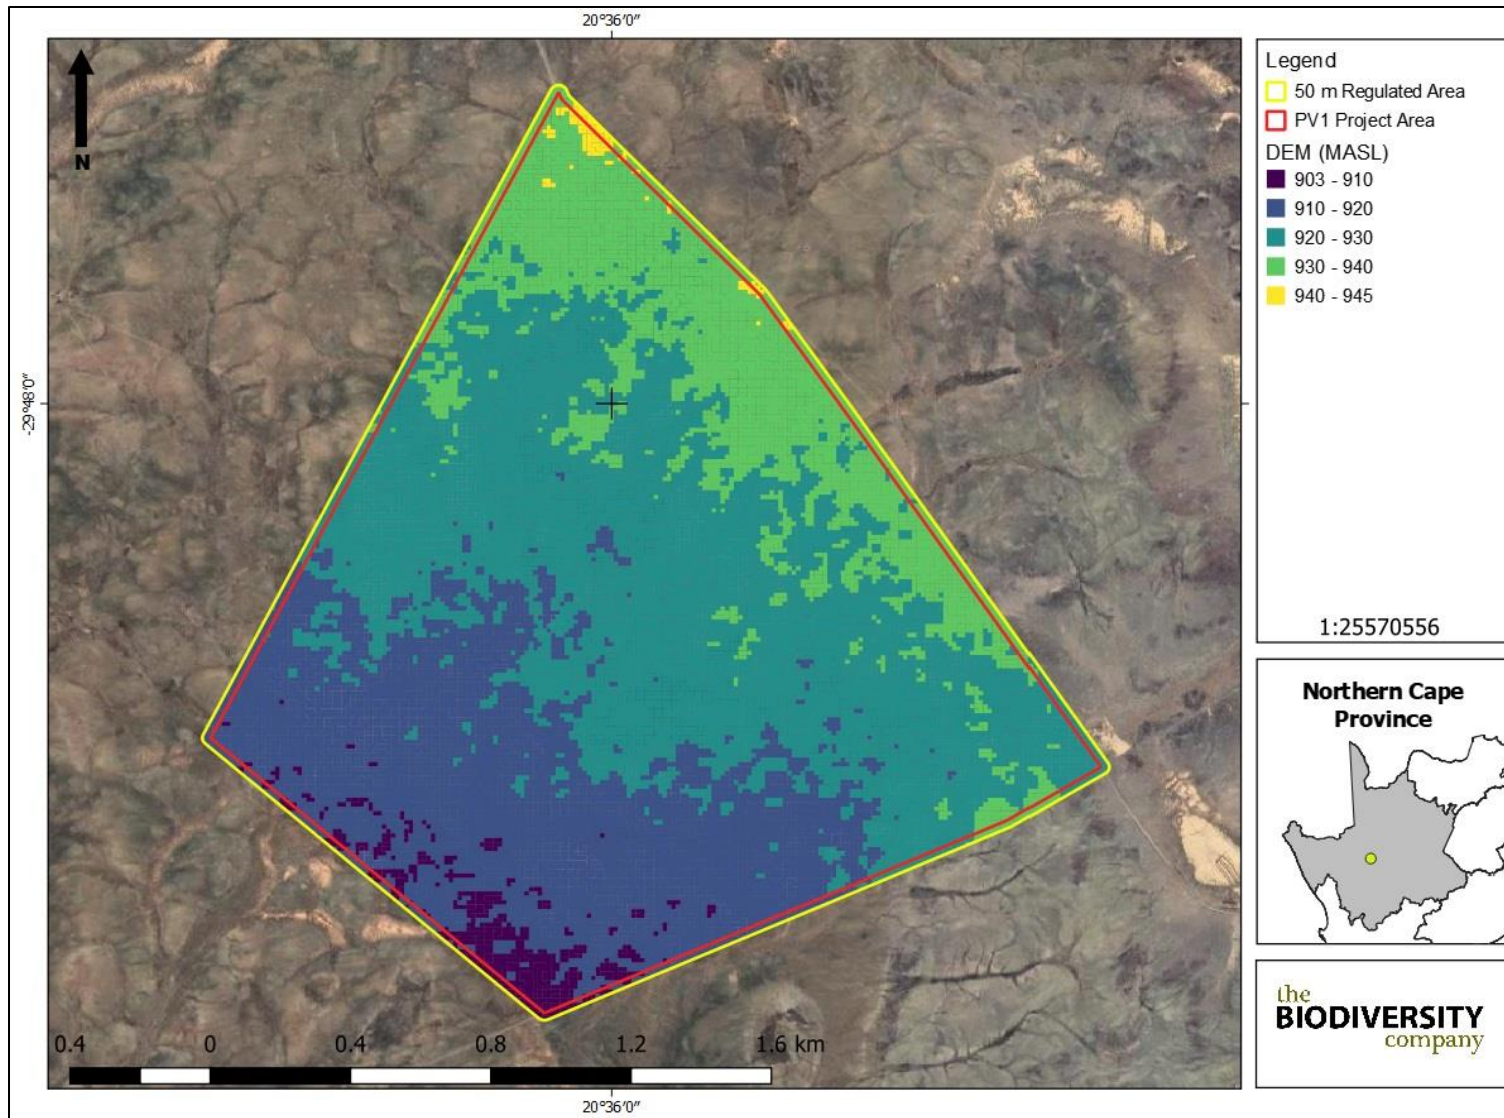 20°36'0"
N
-29°48'0"
0.4 0 0.4 0.8 1.2 1.6 km
20°36'0"
Legend
50 m Regulated Area
PV1 Project Area
DEM (MASL)
903 - 910
910 - 920
920 - 930
930 - 940
940 - 945
1:25570556
Northern Cape
Province
the
BIODIVERSITY
company